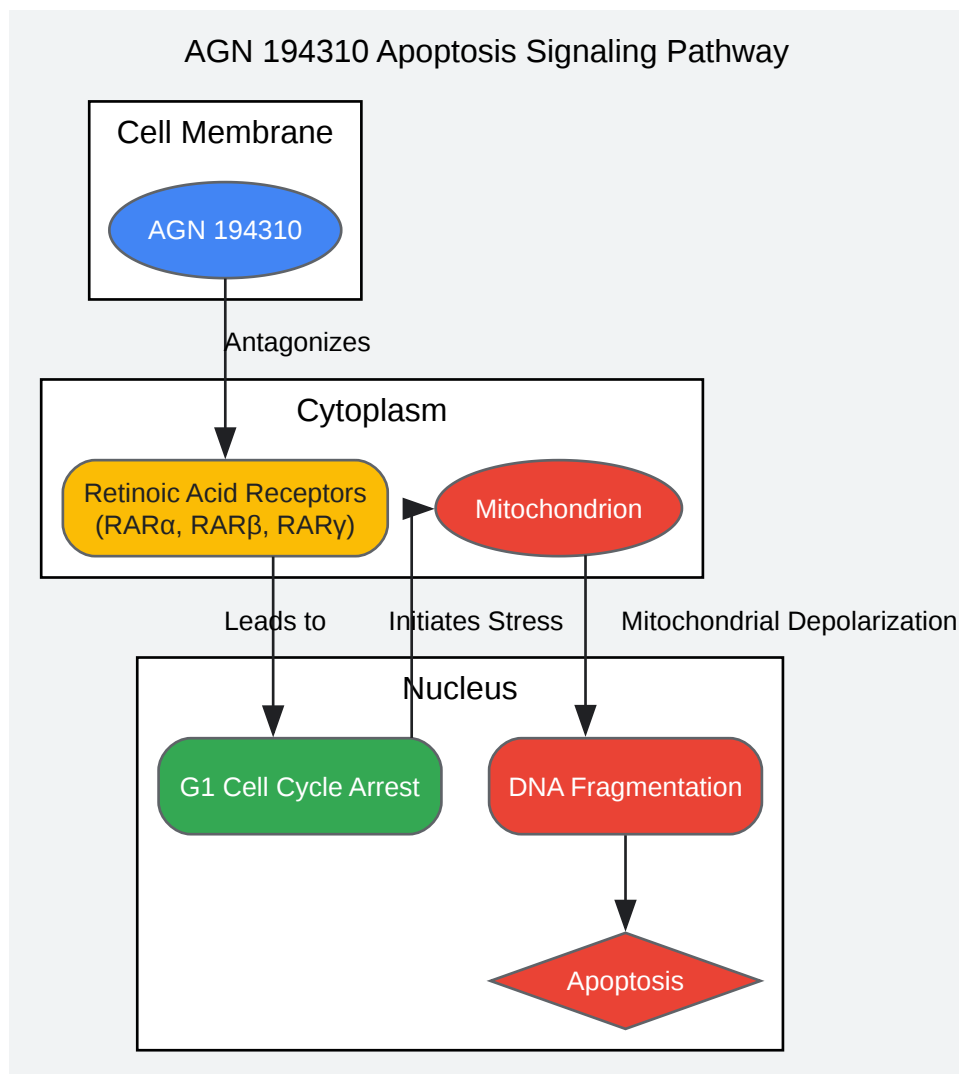 AGN 194310 Apoptosis Signaling Pathway
Cell Membrane
AGN 194310
Antagonizes
Cytoplasm
Retinoic Acid Receptors
(RARα, RARβ, RARγ)
Mitochondrion
Leads to
Initiates Stress
Mitochondrial Depolarization
Nucleus
G1 Cell Cycle Arrest
DNA Fragmentation
Apoptosis